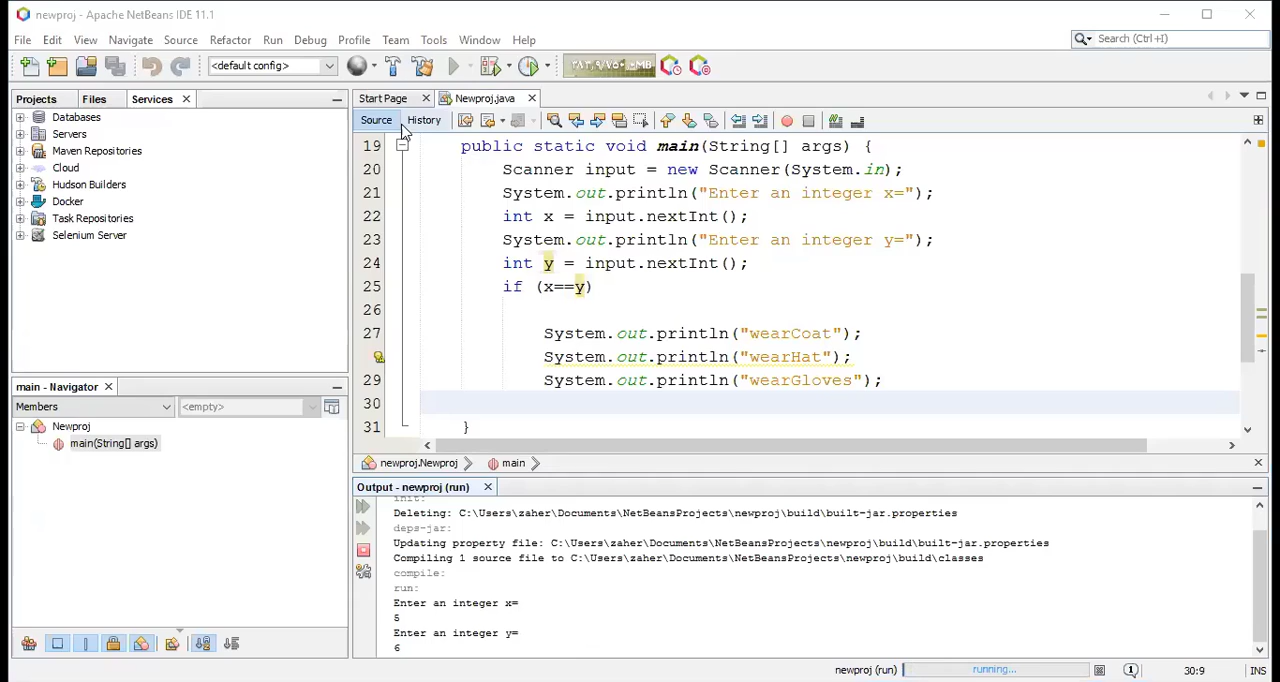 newproj - Apache NetBeans IDE 11.1
File Edit View Navigate Source Refactor Run Debug Profile Team Tools Window Help
Search (Ctrl+I)
<default config>
Projects Files Services
Start Page Newproj.java
Source History
Databases
Servers
Maven Repositories
Cloud
Hudson Builders
Docker
Task Repositories
Selenium Server
19 public static void main(String[] args) {
20 Scanner input = new Scanner(System.in);
21 System.out.println("Enter an integer x=");
22 int x = input.nextInt();
23 System.out.println("Enter an integer y=");
24 int y = input.nextInt();
25 if (x==y)
26
27 System.out.println("wearCoat");
System.out.println("wearHat");
29 System.out.println("wearGloves");
30
31 }
main - Navigator
Members <empty>
Newproj
main(String[] args)
newproj.Newproj main
Output - newproj (run)
init:
Deleting: C:\Users\zaher\Documents\NetBeansProjects\newproj\build\built-jar.properties
deps-jar:
Updating property file: C:\Users\zaher\Documents\NetBeansProjects\newproj\build\built-jar.properties
Compiling 1 source file to C:\Users\zaher\Documents\NetBeansProjects\newproj\build\classes
compile:
run:
Enter an integer x=
5
Enter an integer y=
6
newproj (run) running... 1 30:9 INS